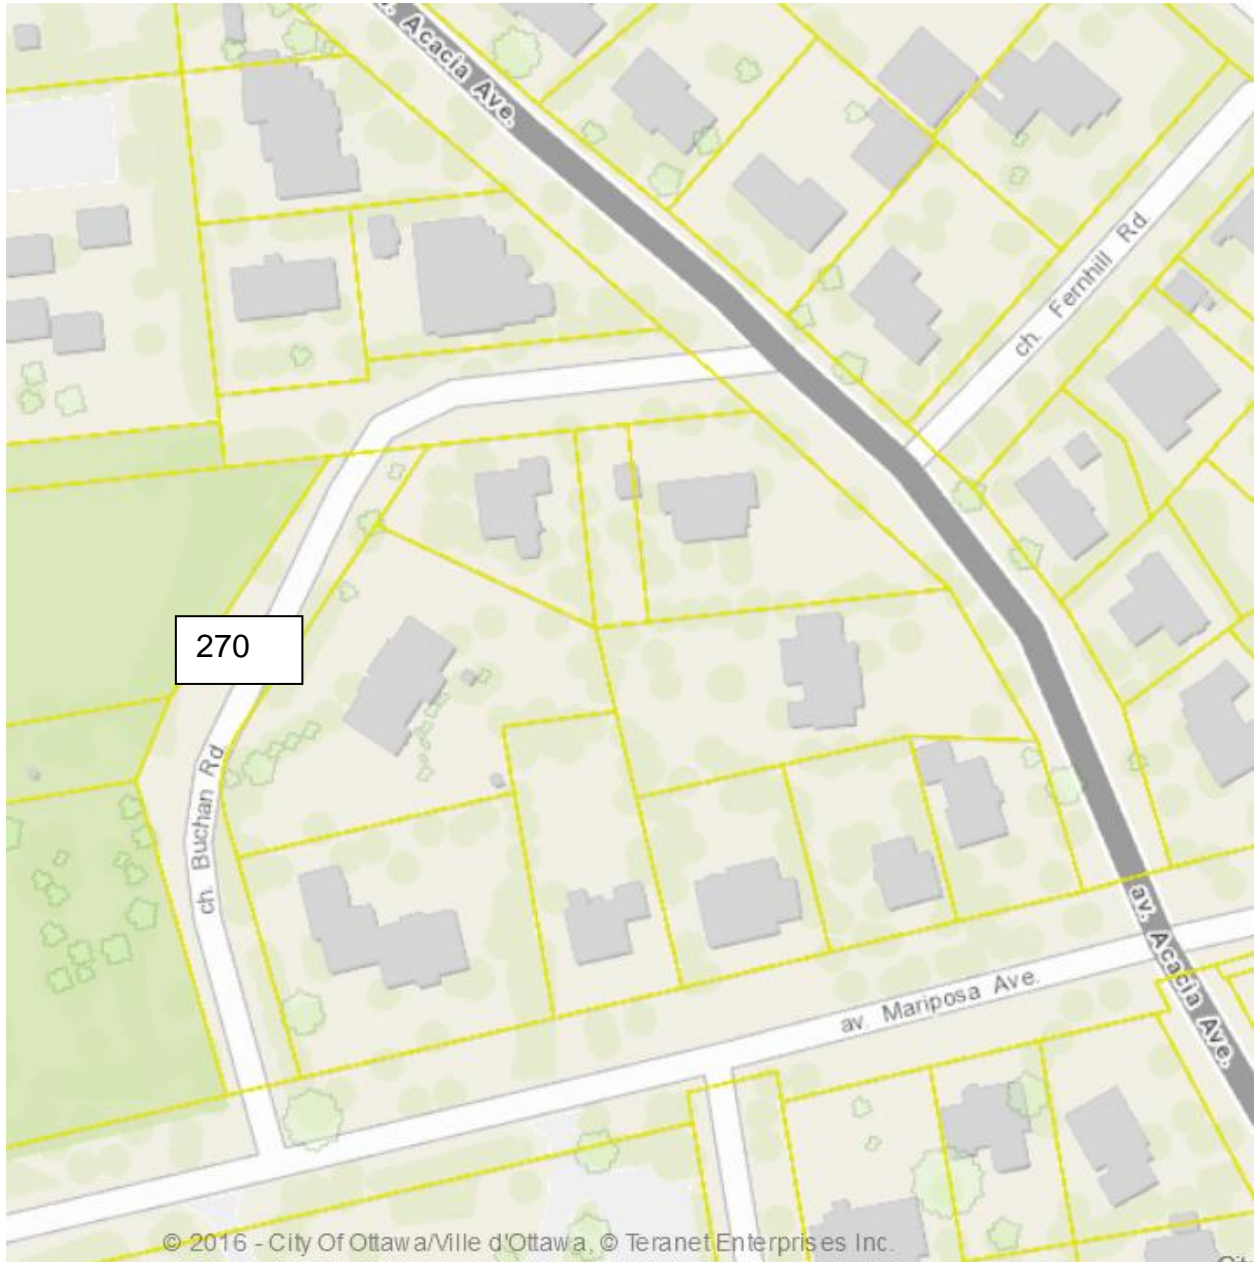 av. Acacia Ave.
ch. Fernhill Rd.
270
ch. Buchan Rd
av. Acacia Ave.
av. Mariposa Ave.
© 2016 - City Of Ottawa/Ville d'Ottawa, © Teranet Enterprises Inc.